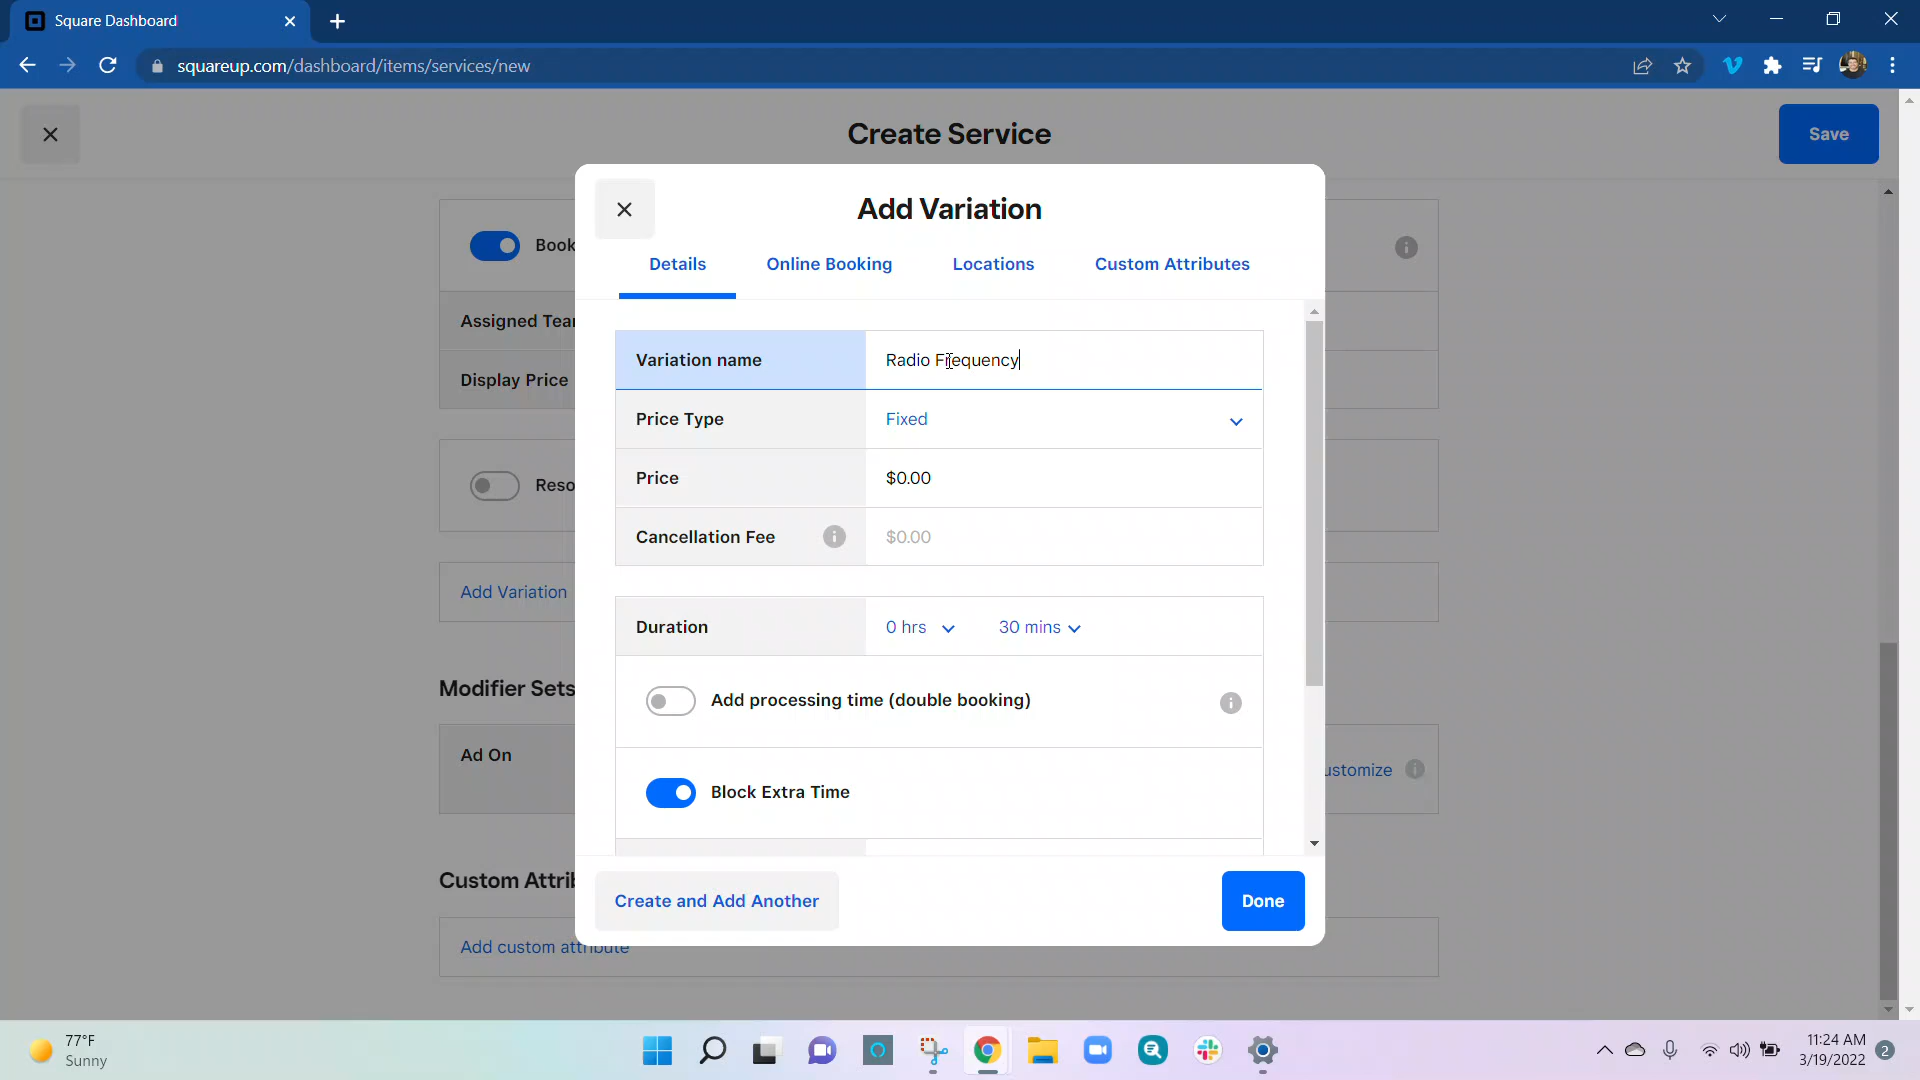 Square Dashboard
squareup.com/dashboard/items/services/new
Create Service
Save
Add Variation
Details Online Booking Locations Custom Attributes
Book
Assigned Tea
Display Price
Variation name Radio Frequency
Price Type Fixed
Price $0.00
Cancellation Fee $0.00
Reso
Add Variation
Duration 0 hrs 30 mins
Modifier Sets
Add processing time (double booking)
Ad On
ustomize
Block Extra Time
Custom Attri
Create and Add Another
Done
Add custom attribute
77°F
Sunny
11:24 AM
3/19/2022
2